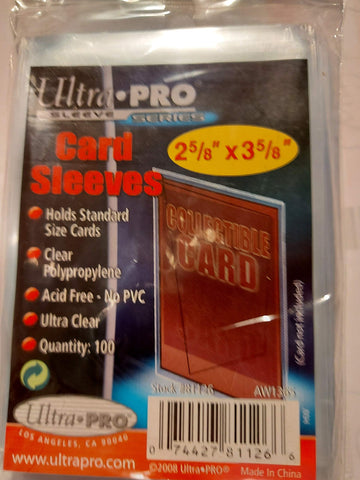 Ultra•PRO
SLEEVE SERIES
Card Sleeves
2 5/8" x 3 5/8"
Holds Standard
Size Cards
Clear
Polypropylene
Acid Free - No PVC
Ultra Clear
Quantity: 100
COLLECTIBLE
CARD
(Card not included)
Stock #81126
Ultra•PRO®
LOS ANGELES, CA 90040
www.ultrapro.com
0 74427 81126 6
©2008 Ultra•PRO® Made In China